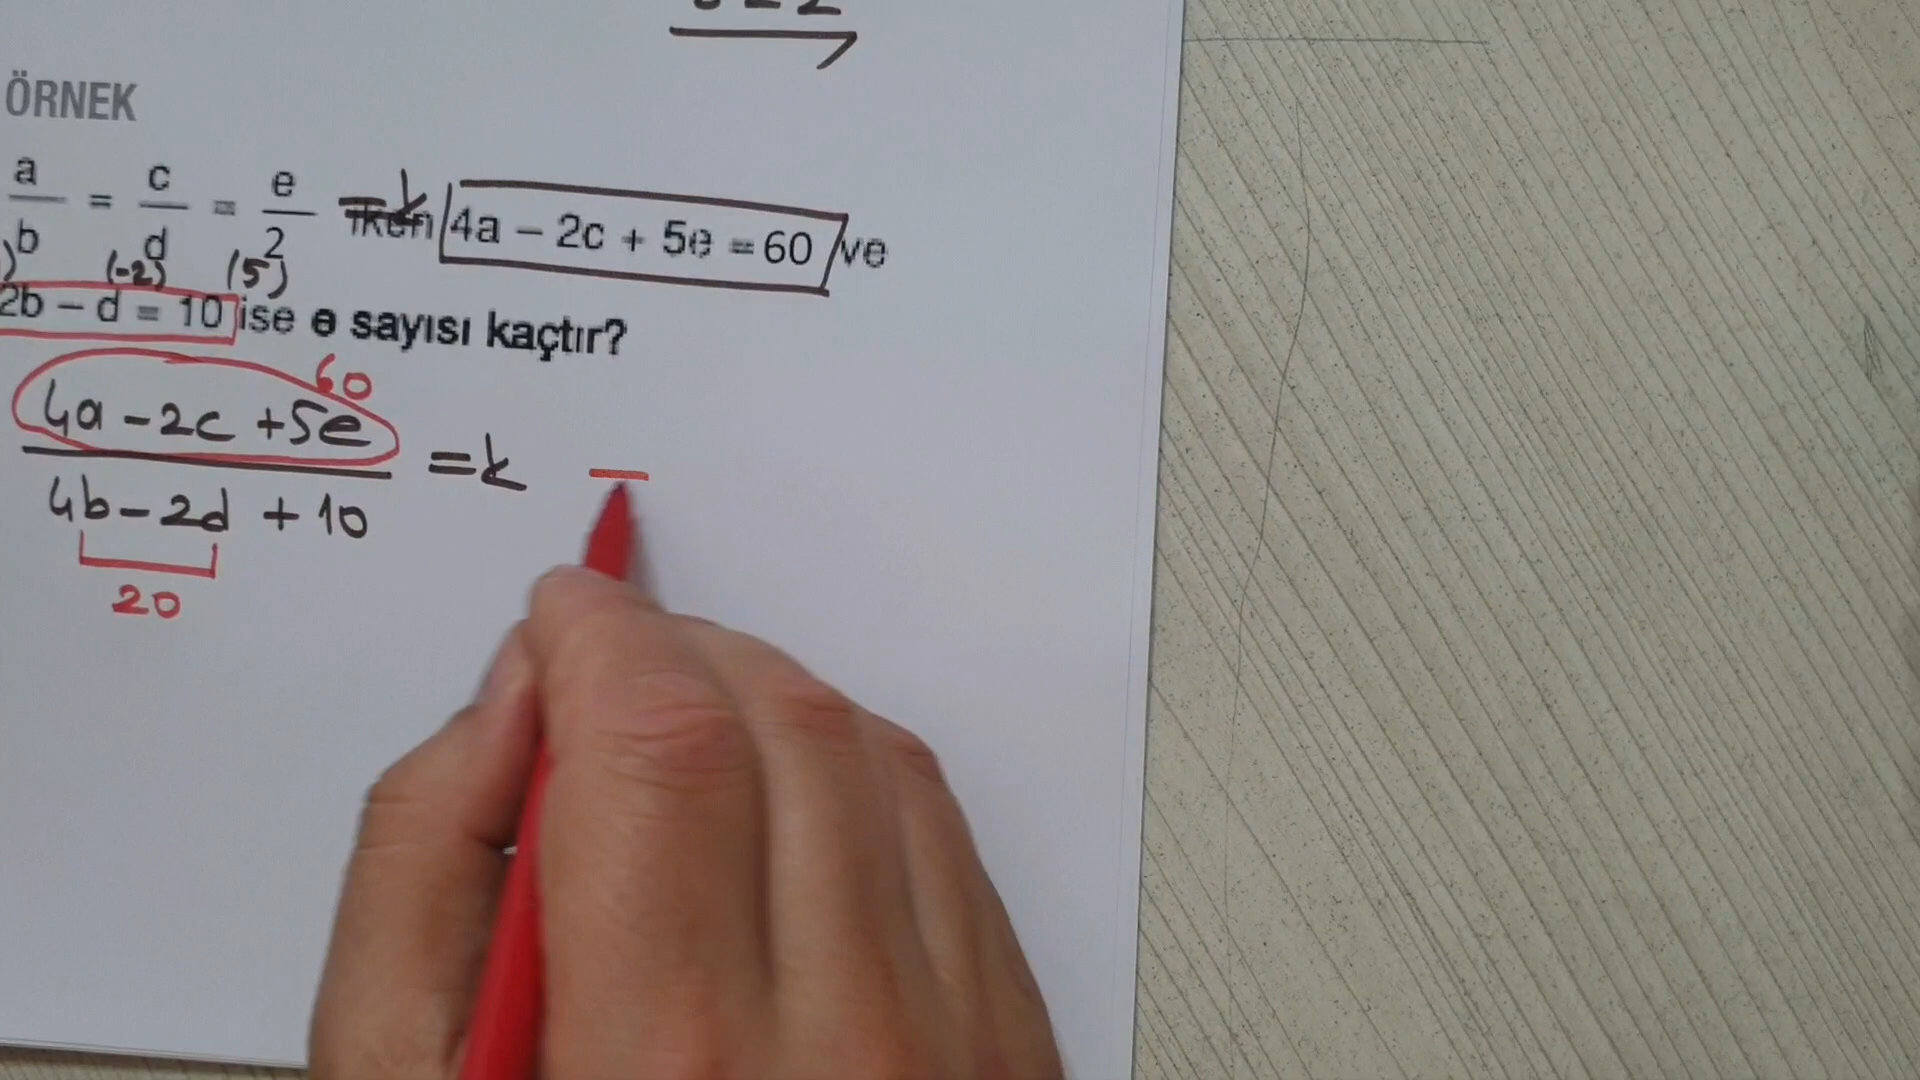 ÖRNEK
a/b = c/d = e/2 = k iken 4a – 2c + 5e = 60 ve
(-2) (5)
2b – d = 10 ise e sayısı kaçtır?
60
4a - 2c + 5e
= k
4b - 2d + 10
20